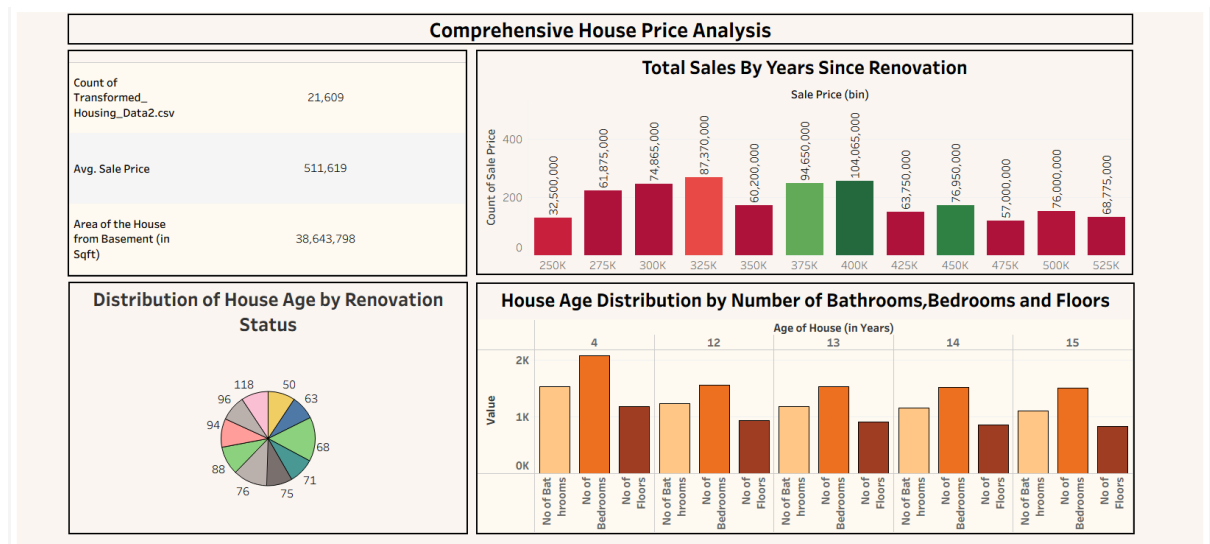 Comprehensive House Price Analysis
Count of
Transformed_
Housing_Data2.csv
21,609
Avg. Sale Price
511,619
Area of the House
from Basement (in
Sqft)
38,643,798
Total Sales By Years Since Renovation
Sale Price (bin)
Count of Sale Price
400
200
0
32,500,000
61,875,000
74,865,000
87,370,000
60,200,000
94,650,000
104,065,000
63,750,000
76,950,000
57,000,000
76,000,000
68,775,000
250K 275K 300K 325K 350K 375K 400K 425K 450K 475K 500K 525K
Distribution of House Age by Renovation
Status
50
63
68
71
75
76
88
94
96
118
House Age Distribution by Number of Bathrooms,Bedrooms and Floors
Age of House (in Years)
4 12 13 14 15
Value
2K
1K
0K
No of Bat
hrooms
No of
Bedrooms
No of
Floors
No of Bat
hrooms
No of
Bedrooms
No of
Floors
No of Bat
hrooms
No of
Bedrooms
No of
Floors
No of Bat
hrooms
No of
Bedrooms
No of
Floors
No of Bat
hrooms
No of
Bedrooms
No of
Floors